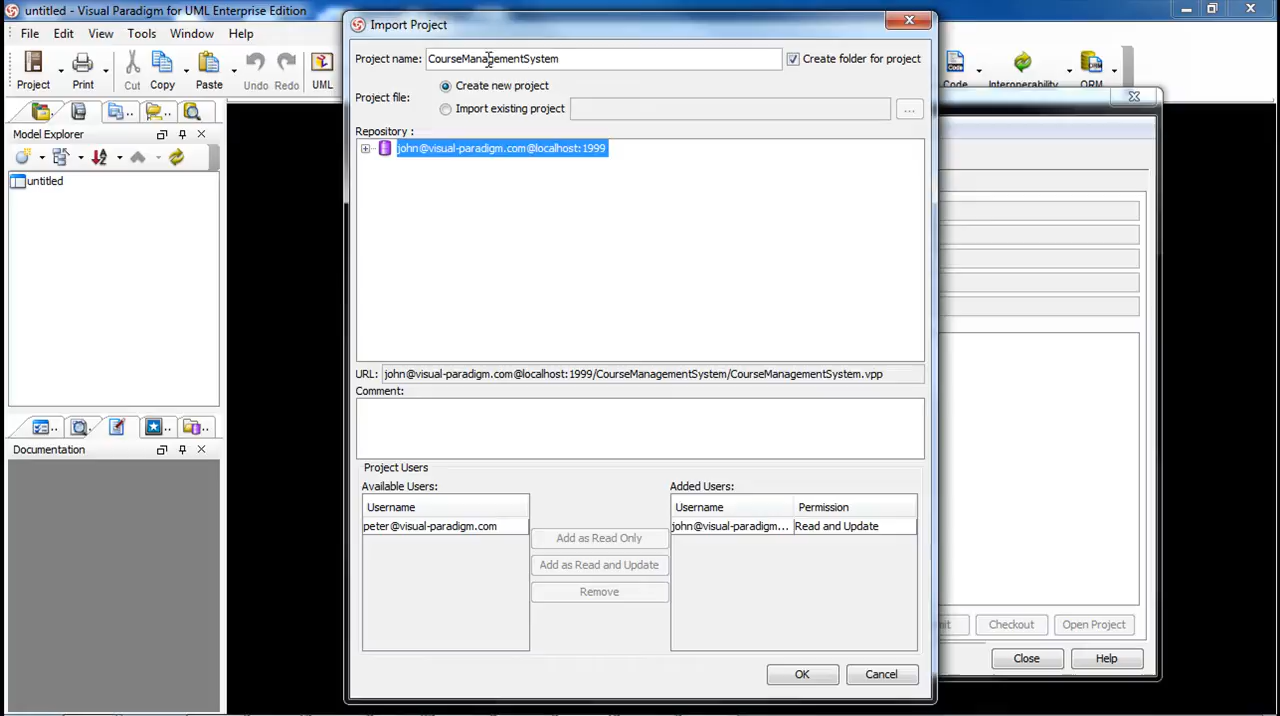 untitled - Visual Paradigm for UML Enterprise Edition
File Edit View Tools Window Help
Project Print Cut Copy Paste Undo Redo UML
Code Interoperability ORM
Model Explorer
untitled
Documentation
Import Project
Project name: CourseManagementSystem Create folder for project
Create new project
Project file:
Import existing project ...
Repository :
john@visual-paradigm.com@localhost:1999
URL: john@visual-paradigm.com@localhost:1999/CourseManagementSystem/CourseManagementSystem.vpp
Comment:
Project Users
Available Users: Added Users:
Username Username Permission
peter@visual-paradigm.com john@visual-paradigm... Read and Update
Add as Read Only
Add as Read and Update
Remove
OK Cancel
Checkout Open Project
Close Help